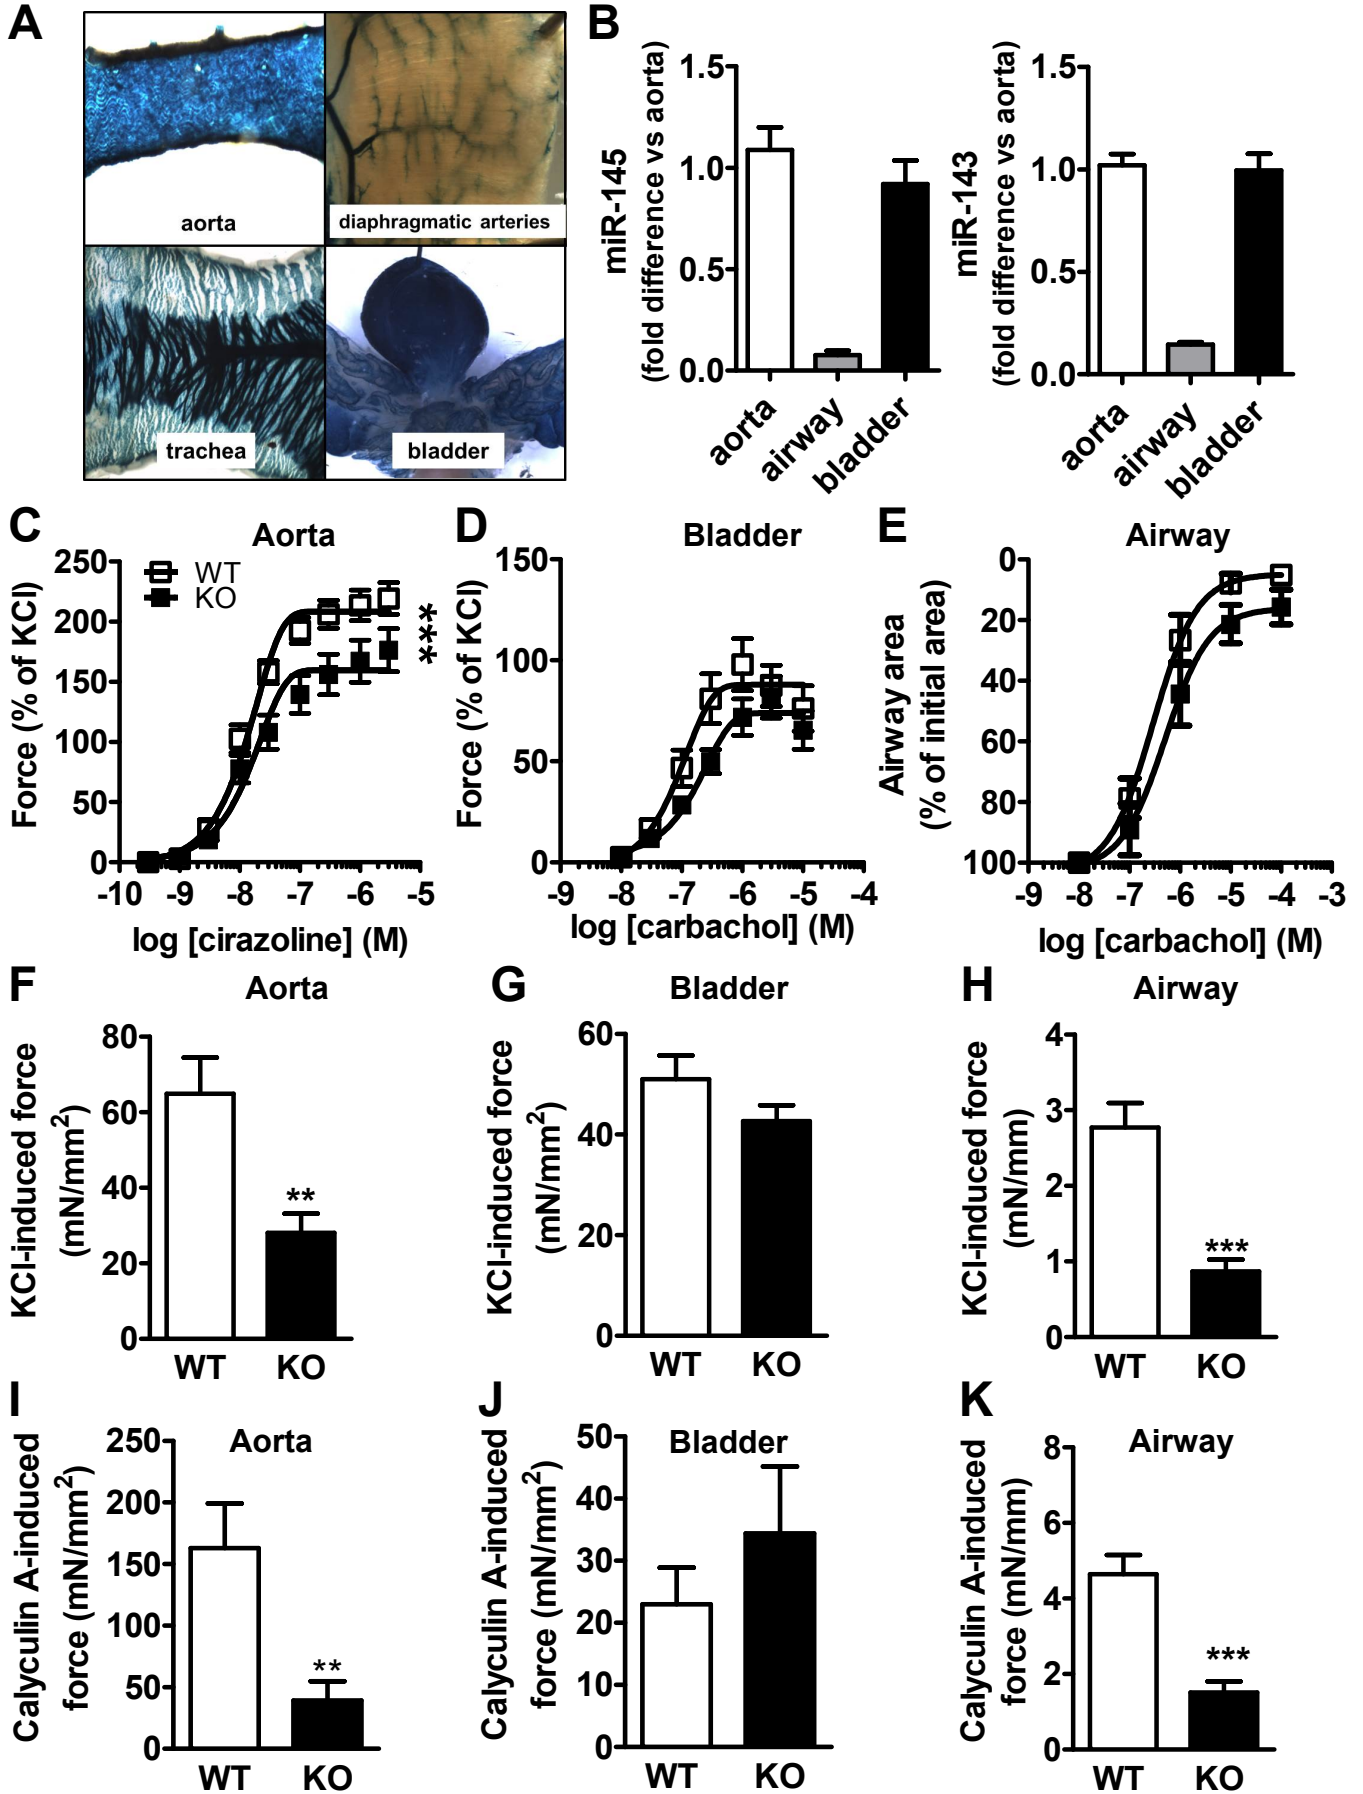 A
aorta
diaphragmatic arteries
trachea
bladder
B
miR-145
(fold difference vs aorta)
1.5
1.0
0.5
0.0
aorta
airway
bladder
miR-143
(fold difference vs aorta)
1.5
1.0
0.5
0.0
aorta
airway
bladder
C
Aorta
Force (% of KCl)
250
200
150
100
50
0
WT
KO
***
-10 -9 -8 -7 -6 -5
log [cirazoline] (M)
D
Bladder
Force (% of KCl)
150
100
50
0
-9 -8 -7 -6 -5 -4
log [carbachol] (M)
E
Airway
Airway area
(% of initial area)
0
20
40
60
80
100
-9 -8 -7 -6 -5 -4 -3
log [carbachol] (M)
F
Aorta
KCl-induced force
(mN/mm²)
80
60
40
20
0
**
WT KO
G
Bladder
KCl-induced force
(mN/mm²)
60
40
20
0
WT KO
H
Airway
KCl-induced force
(mN/mm)
4
3
2
1
0
***
WT KO
I
Aorta
Calyculin A-induced
force (mN/mm²)
250
200
150
100
50
0
**
WT KO
J
Bladder
Calyculin A-induced
force (mN/mm²)
50
40
30
20
10
0
WT KO
K
Airway
Calyculin A-induced
force (mN/mm)
8
6
4
2
0
***
WT KO